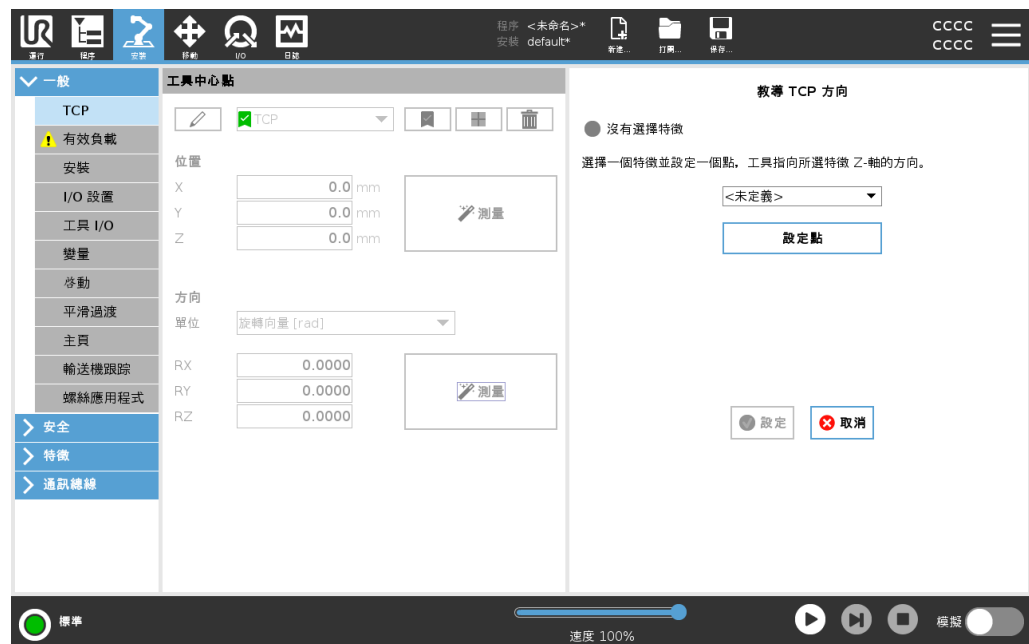 UR
運行
程序
安裝
移動
I/O
日誌
程序 <未命名>*
安裝 default*
新建...
打開...
保存...
CCCC
CCCC
一般
TCP
有效負載
安裝
I/O 設置
工具 I/O
變量
啓動
平滑過渡
主頁
輸送機跟踪
螺絲應用程式
安全
特徵
通訊總線
工具中心點
TCP
位置
X 0.0 mm
Y 0.0 mm
Z 0.0 mm
測量
方向
單位 旋轉向量 [rad]
RX 0.0000
RY 0.0000
RZ 0.0000
測量
教導 TCP 方向
沒有選擇特徵
選擇一個特徵並設定一個點，工具指向所選特徵 Z-軸的方向。
<未定義>
設定點
設定
取消
標準
速度 100%
模擬